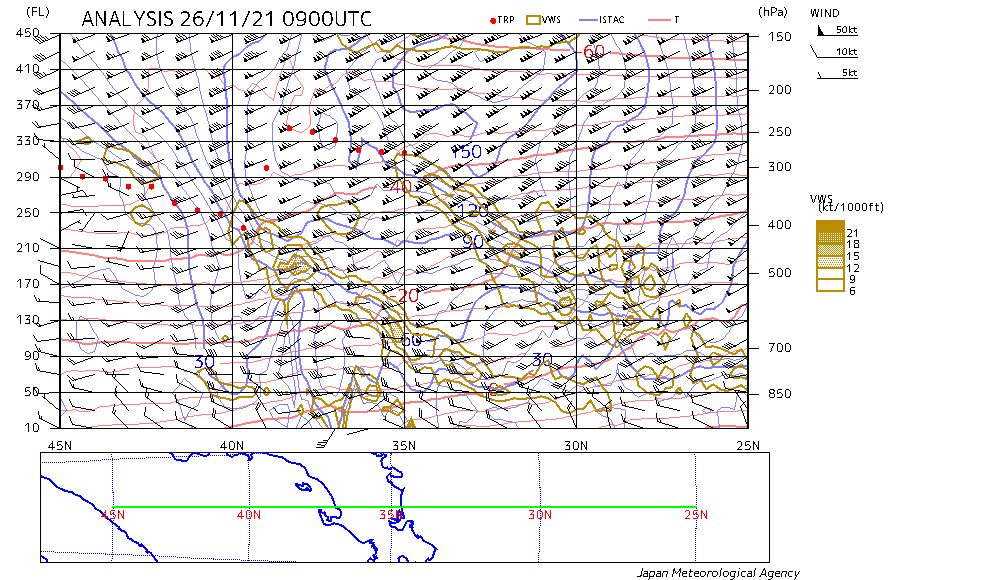 (FL) ANALYSIS 26/11/21 0900UTC TRP VWS ISTAC T (hPa) WIND
450 150 50kt
-60
10kt
410
5kt
200
370
250
330
150
300
290
-40
VWS
(kt/1000ft)
250 120
400
21
90 18
210
15
500 12
170 9
-20 6
130
60 700
90 30 30
0
50 850
10
45N 40N 35N 30N 25N
45N 40N 35N 30N 25N
Japan Meteorological Agency